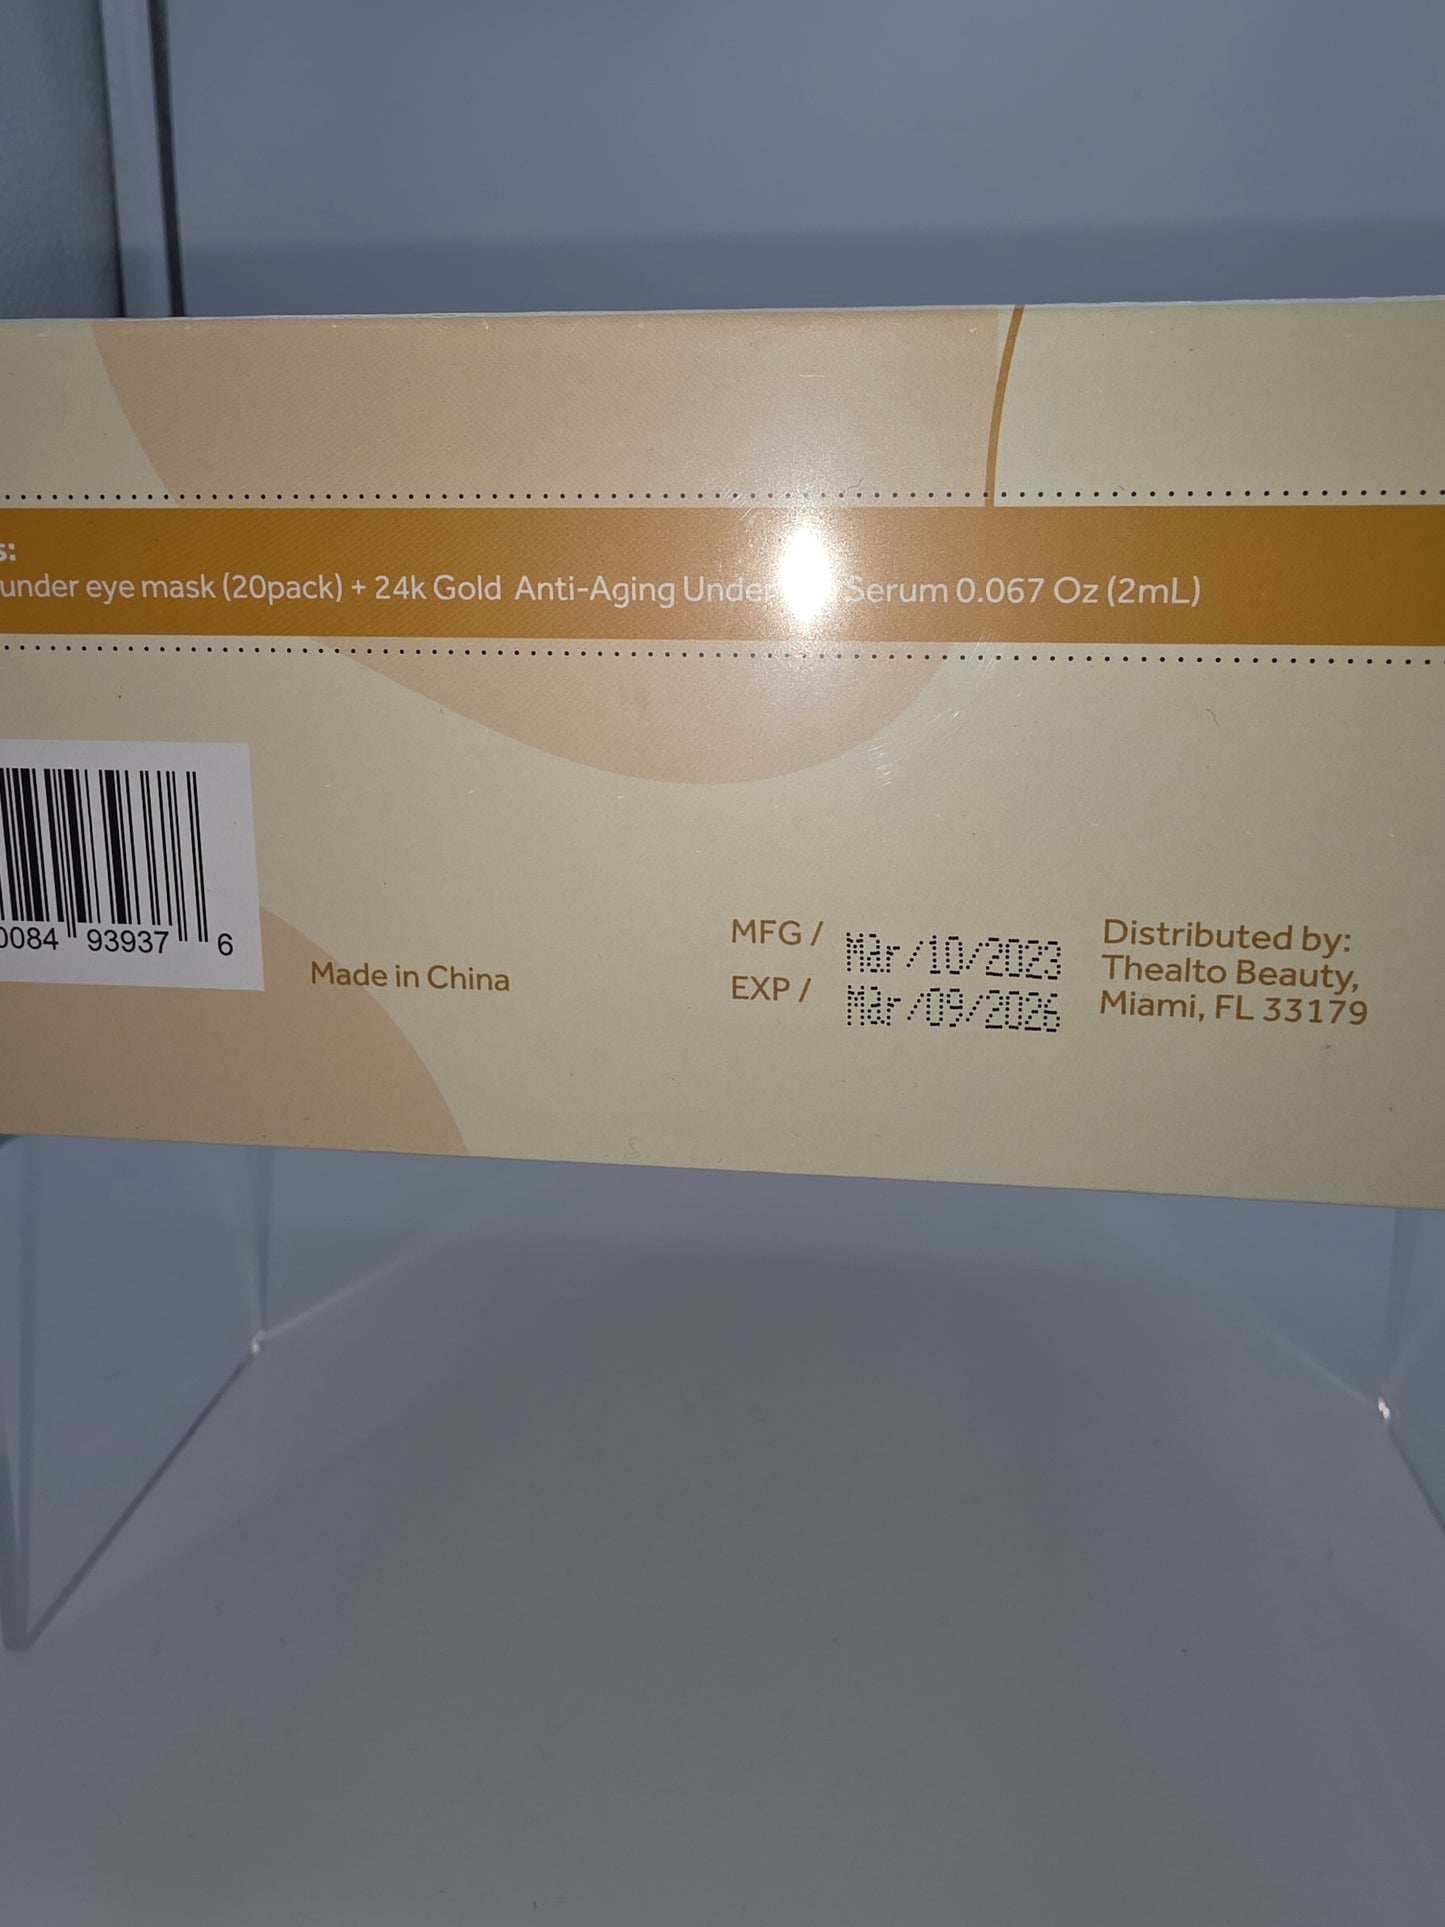 s:
under eye mask (20pack) + 24k Gold Anti-Aging Under Serum 0.067 Oz (2mL)
0084 93937 6
Made in China
MFG / Mar/10/2023
EXP / Mar/09/2026
Distributed by:
Thealto Beauty,
Miami, FL 33179